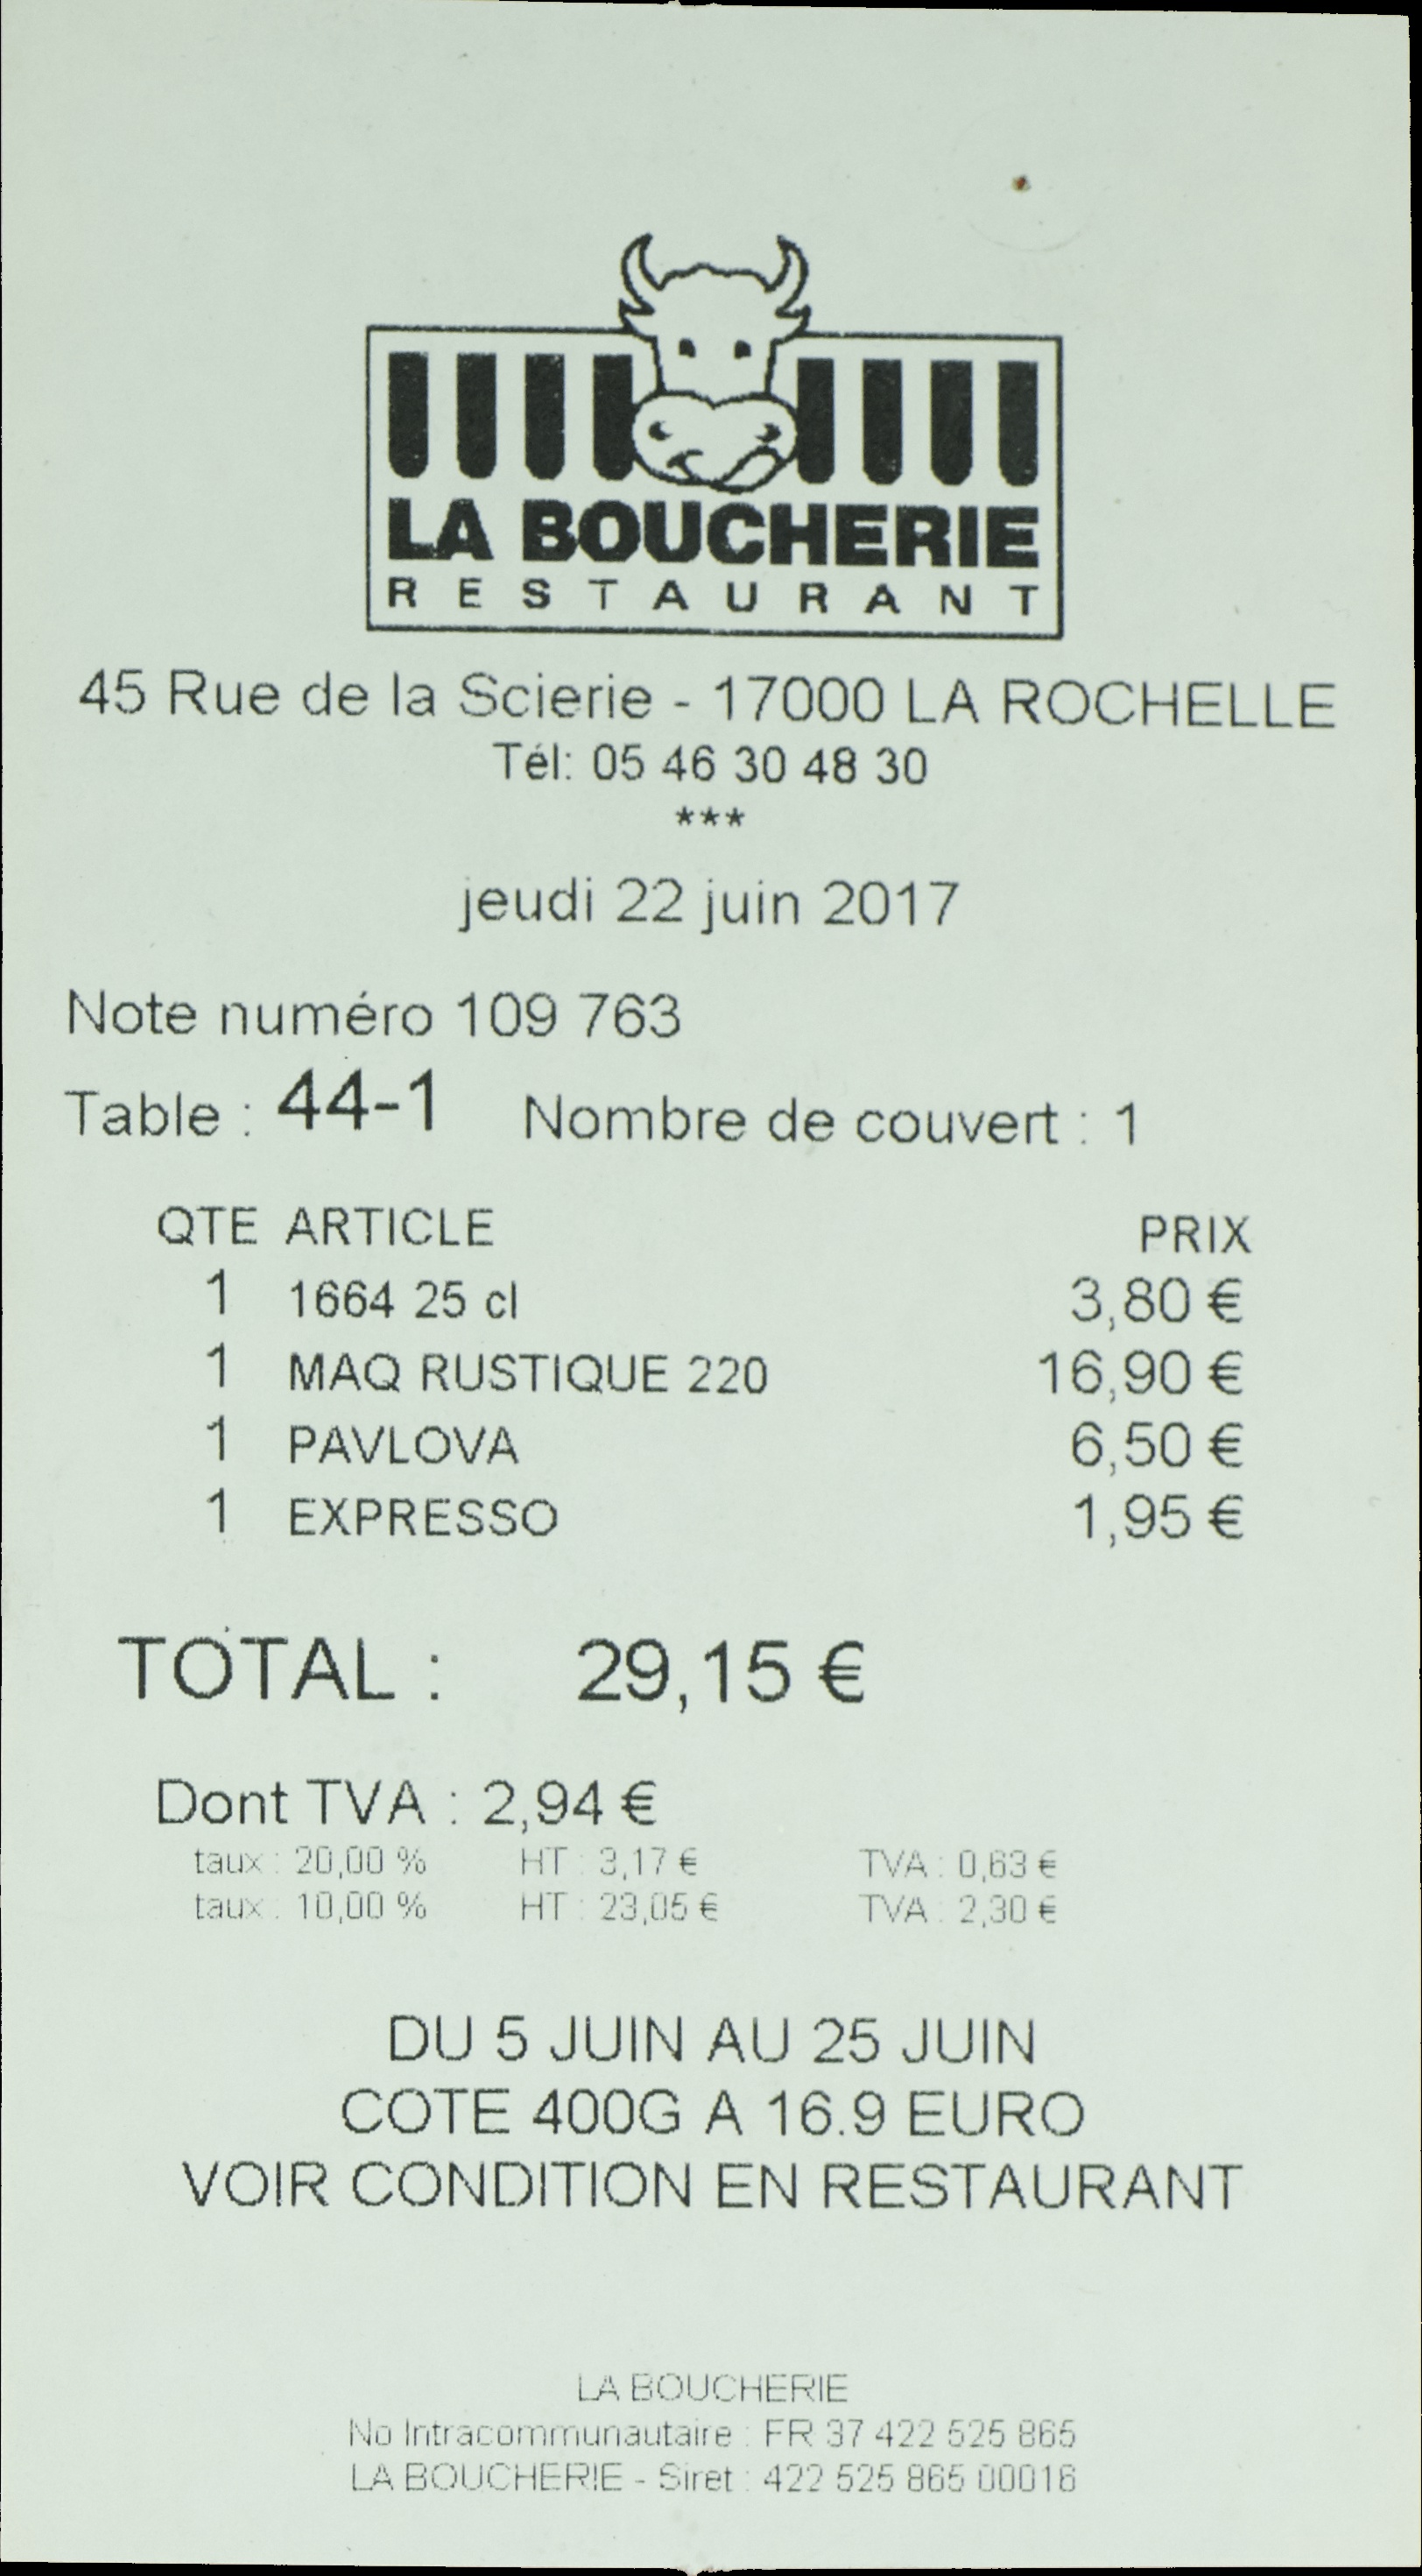 LA BOUCHERIE
RESTAURANT
45 Rue de la Scierie - 17000 LA ROCHELLE
Tél: 05 46 30 48 30
***
jeudi 22 juin 2017
Note numéro 109 763
Table : 44-1 Nombre de couvert : 1
QTE ARTICLE PRIX
1 1664 25 cl 3,80 €
1 MAQ RUSTIQUE 220 16,90 €
1 PAVLOVA 6,50 €
1 EXPRESSO 1,95 €
TOTAL : 29,15 €
Dont TVA : 2,94 €
taux : 20,00 % HT : 3,17 € TVA : 0,63 €
taux : 10,00 % HT : 23,05 € TVA : 2,30 €
DU 5 JUIN AU 25 JUIN
COTE 400G A 16.9 EURO
VOIR CONDITION EN RESTAURANT
LA BOUCHERIE
No Intracommunautaire : FR 37 422 525 865
LA BOUCHERIE - Siret : 422 525 865 00016